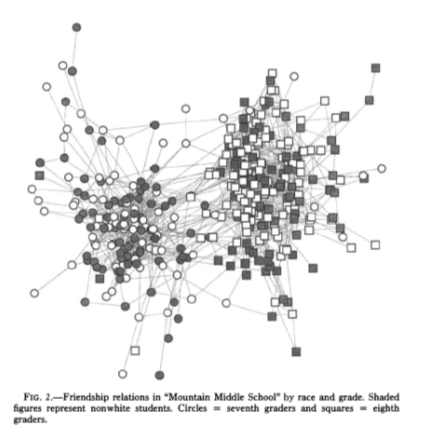 FIG. 2.—Friendship relations in "Mountain Middle School" by race and grade. Shaded
figures represent nonwhite students. Circles = seventh graders and squares = eighth
graders.